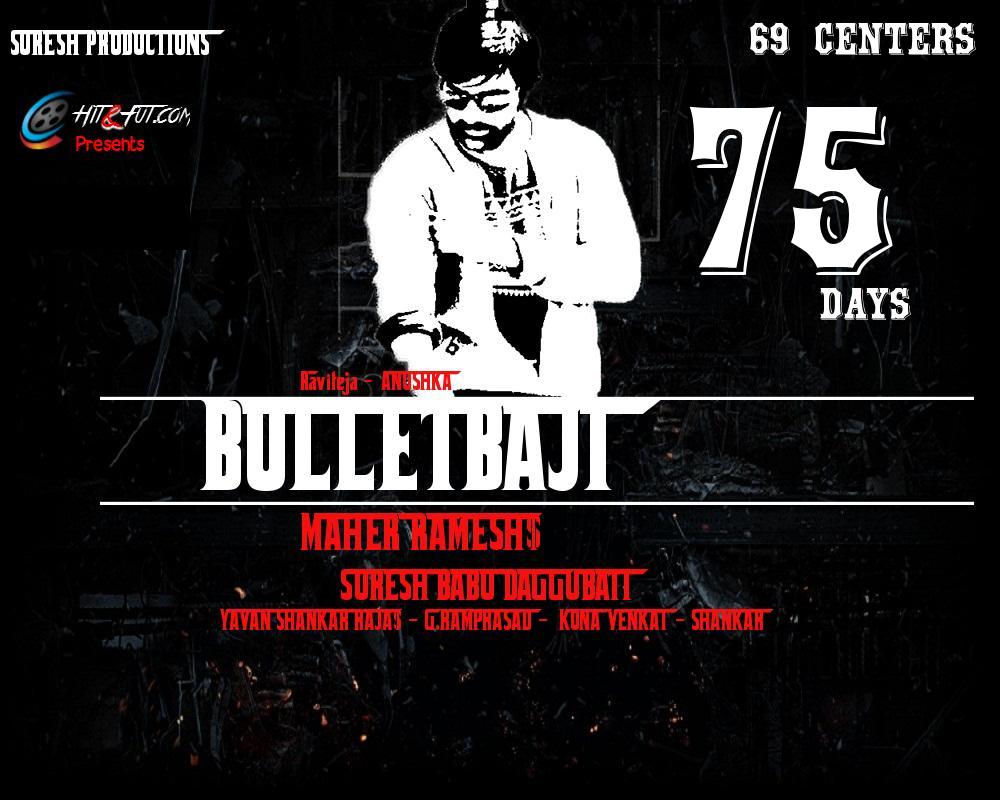 SURESH PRODUCTIONS
69 CENTERS
HIT&FUT.COM
Presents
75
DAYS
Raviteja - ANUSHKA
BULLETBAJI
MAHER RAMESH$
SURESH BABU DAGGUBATI
YAVAN SHANKAR RAJA$ - G.RAMPRASAD - KONA VENKAT - SHANKAR